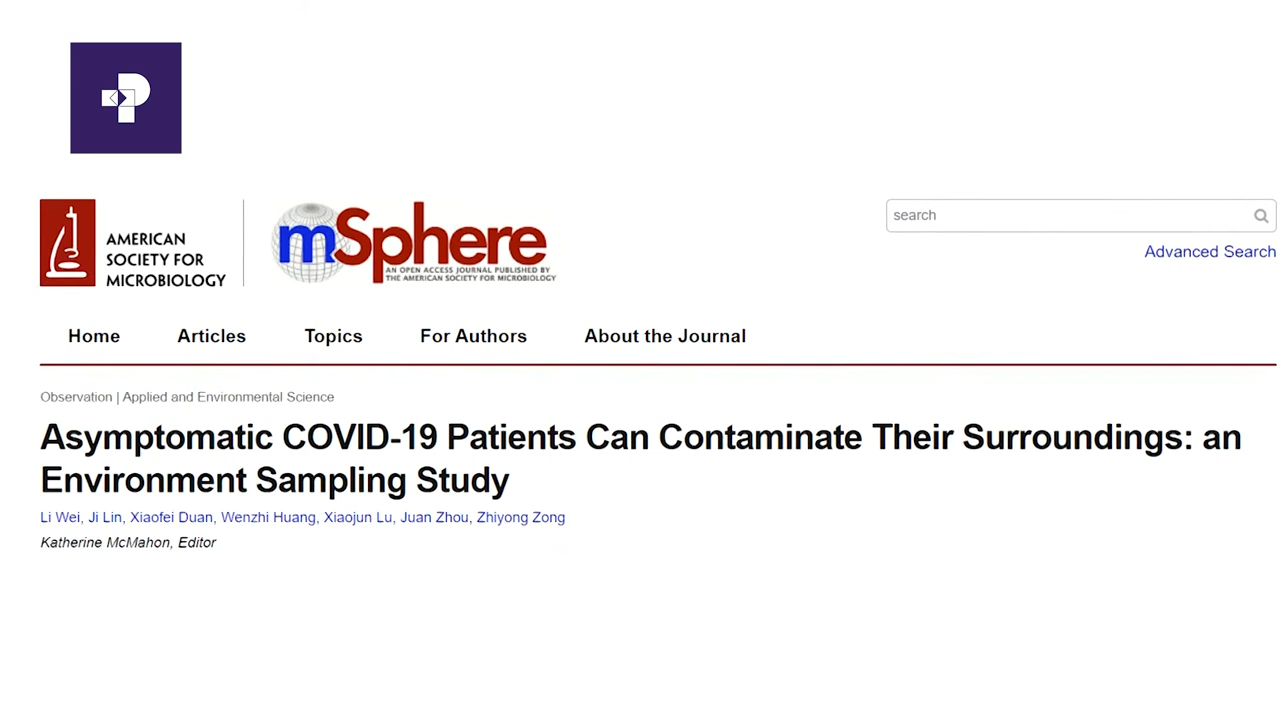 AMERICAN
SOCIETY FOR
MICROBIOLOGY
mSphere
AN OPEN ACCESS JOURNAL PUBLISHED BY
THE AMERICAN SOCIETY FOR MICROBIOLOGY
search
Advanced Search
Home Articles Topics For Authors About the Journal
Observation | Applied and Environmental Science
Asymptomatic COVID-19 Patients Can Contaminate Their Surroundings: an
Environment Sampling Study
Li Wei, Ji Lin, Xiaofei Duan, Wenzhi Huang, Xiaojun Lu, Juan Zhou, Zhiyong Zong
Katherine McMahon, Editor